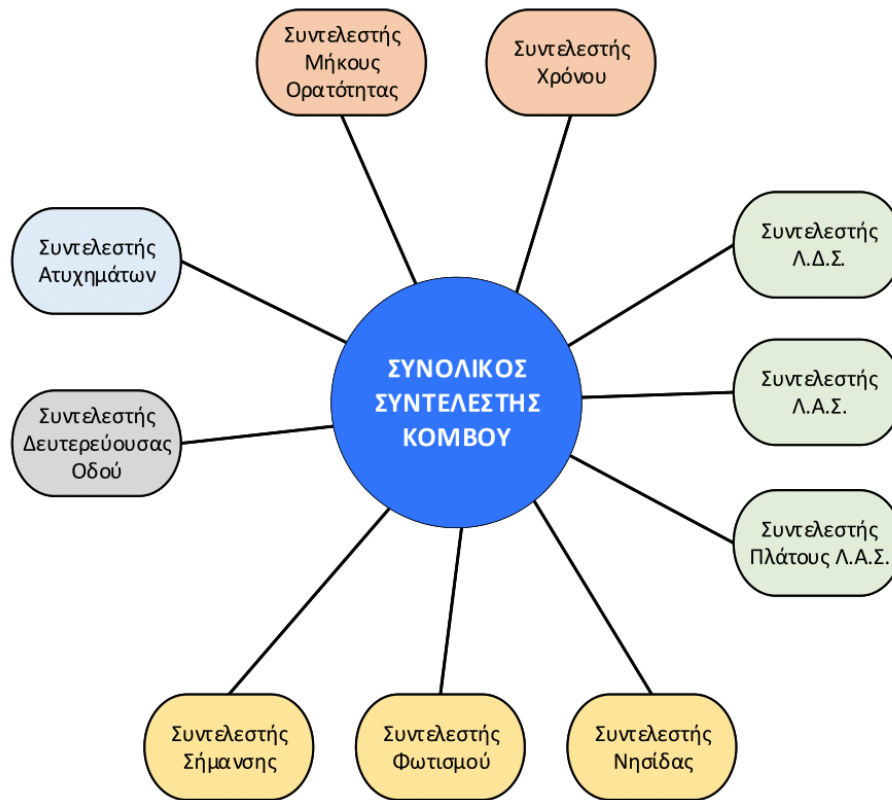 Συντελεστής
Μήκους
Ορατότητας
Συντελεστής
Χρόνου
Συντελεστής
Λ.Δ.Σ.
Συντελεστής
Ατυχημάτων
ΣΥΝΟΛΙΚΟΣ
ΣΥΝΤΕΛΕΣΤΗΣ
ΚΟΜΒΟΥ
Συντελεστής
Λ.Α.Σ.
Συντελεστής
Δευτερεύουσας
Οδού
Συντελεστής
Πλάτους Λ.Α.Σ.
Συντελεστής
Σήμανσης
Συντελεστής
Φωτισμού
Συντελεστής
Νησίδας